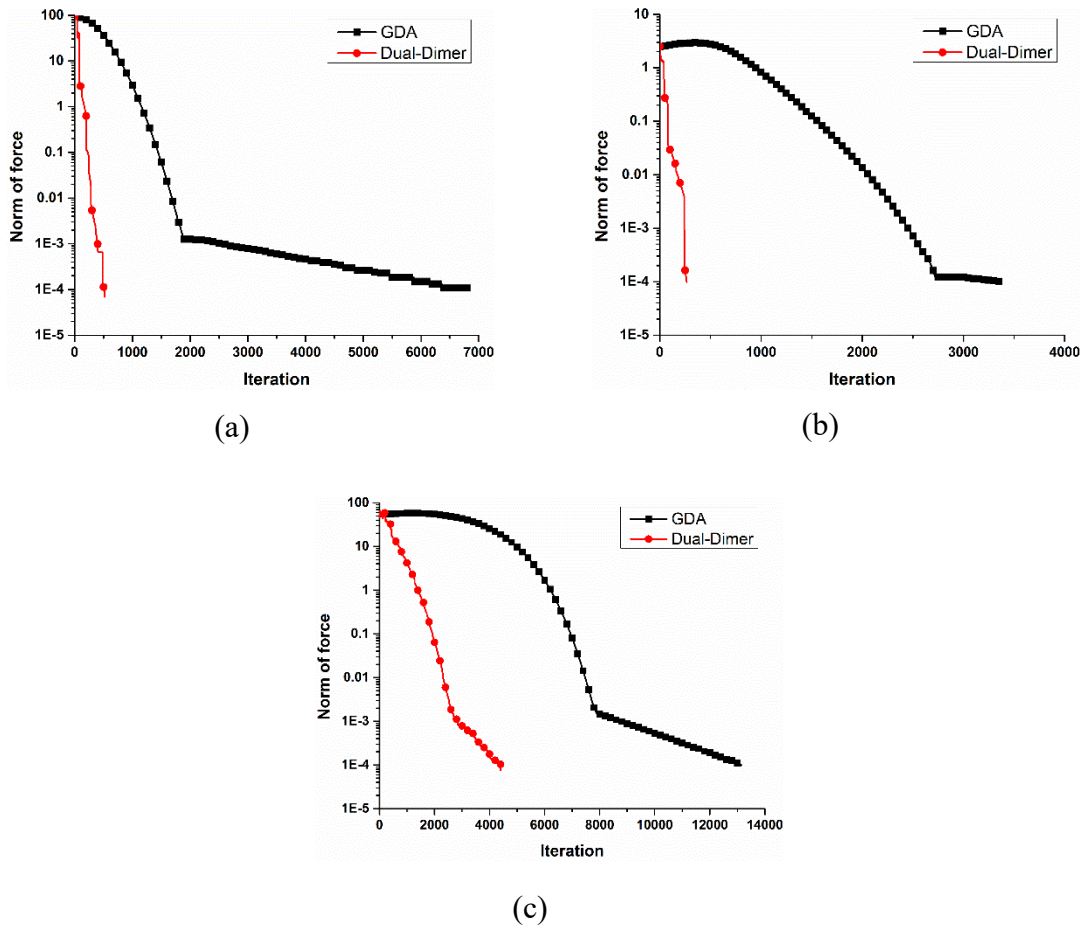 100
10
1
0.1
0.01
1E-3
1E-4
1E-5
Norm of force
GDA
Dual-Dimer
0 1000 2000 3000 4000 5000 6000 7000
Iteration
(a)
10
1
0.1
0.01
1E-3
1E-4
1E-5
Norm of force
GDA
Dual-Dimer
0 1000 2000 3000 4000
Iteration
(b)
100
10
1
0.1
0.01
1E-3
1E-4
1E-5
Norm of force
GDA
Dual-Dimer
0 2000 4000 6000 8000 10000 12000 14000
Iteration
(c)